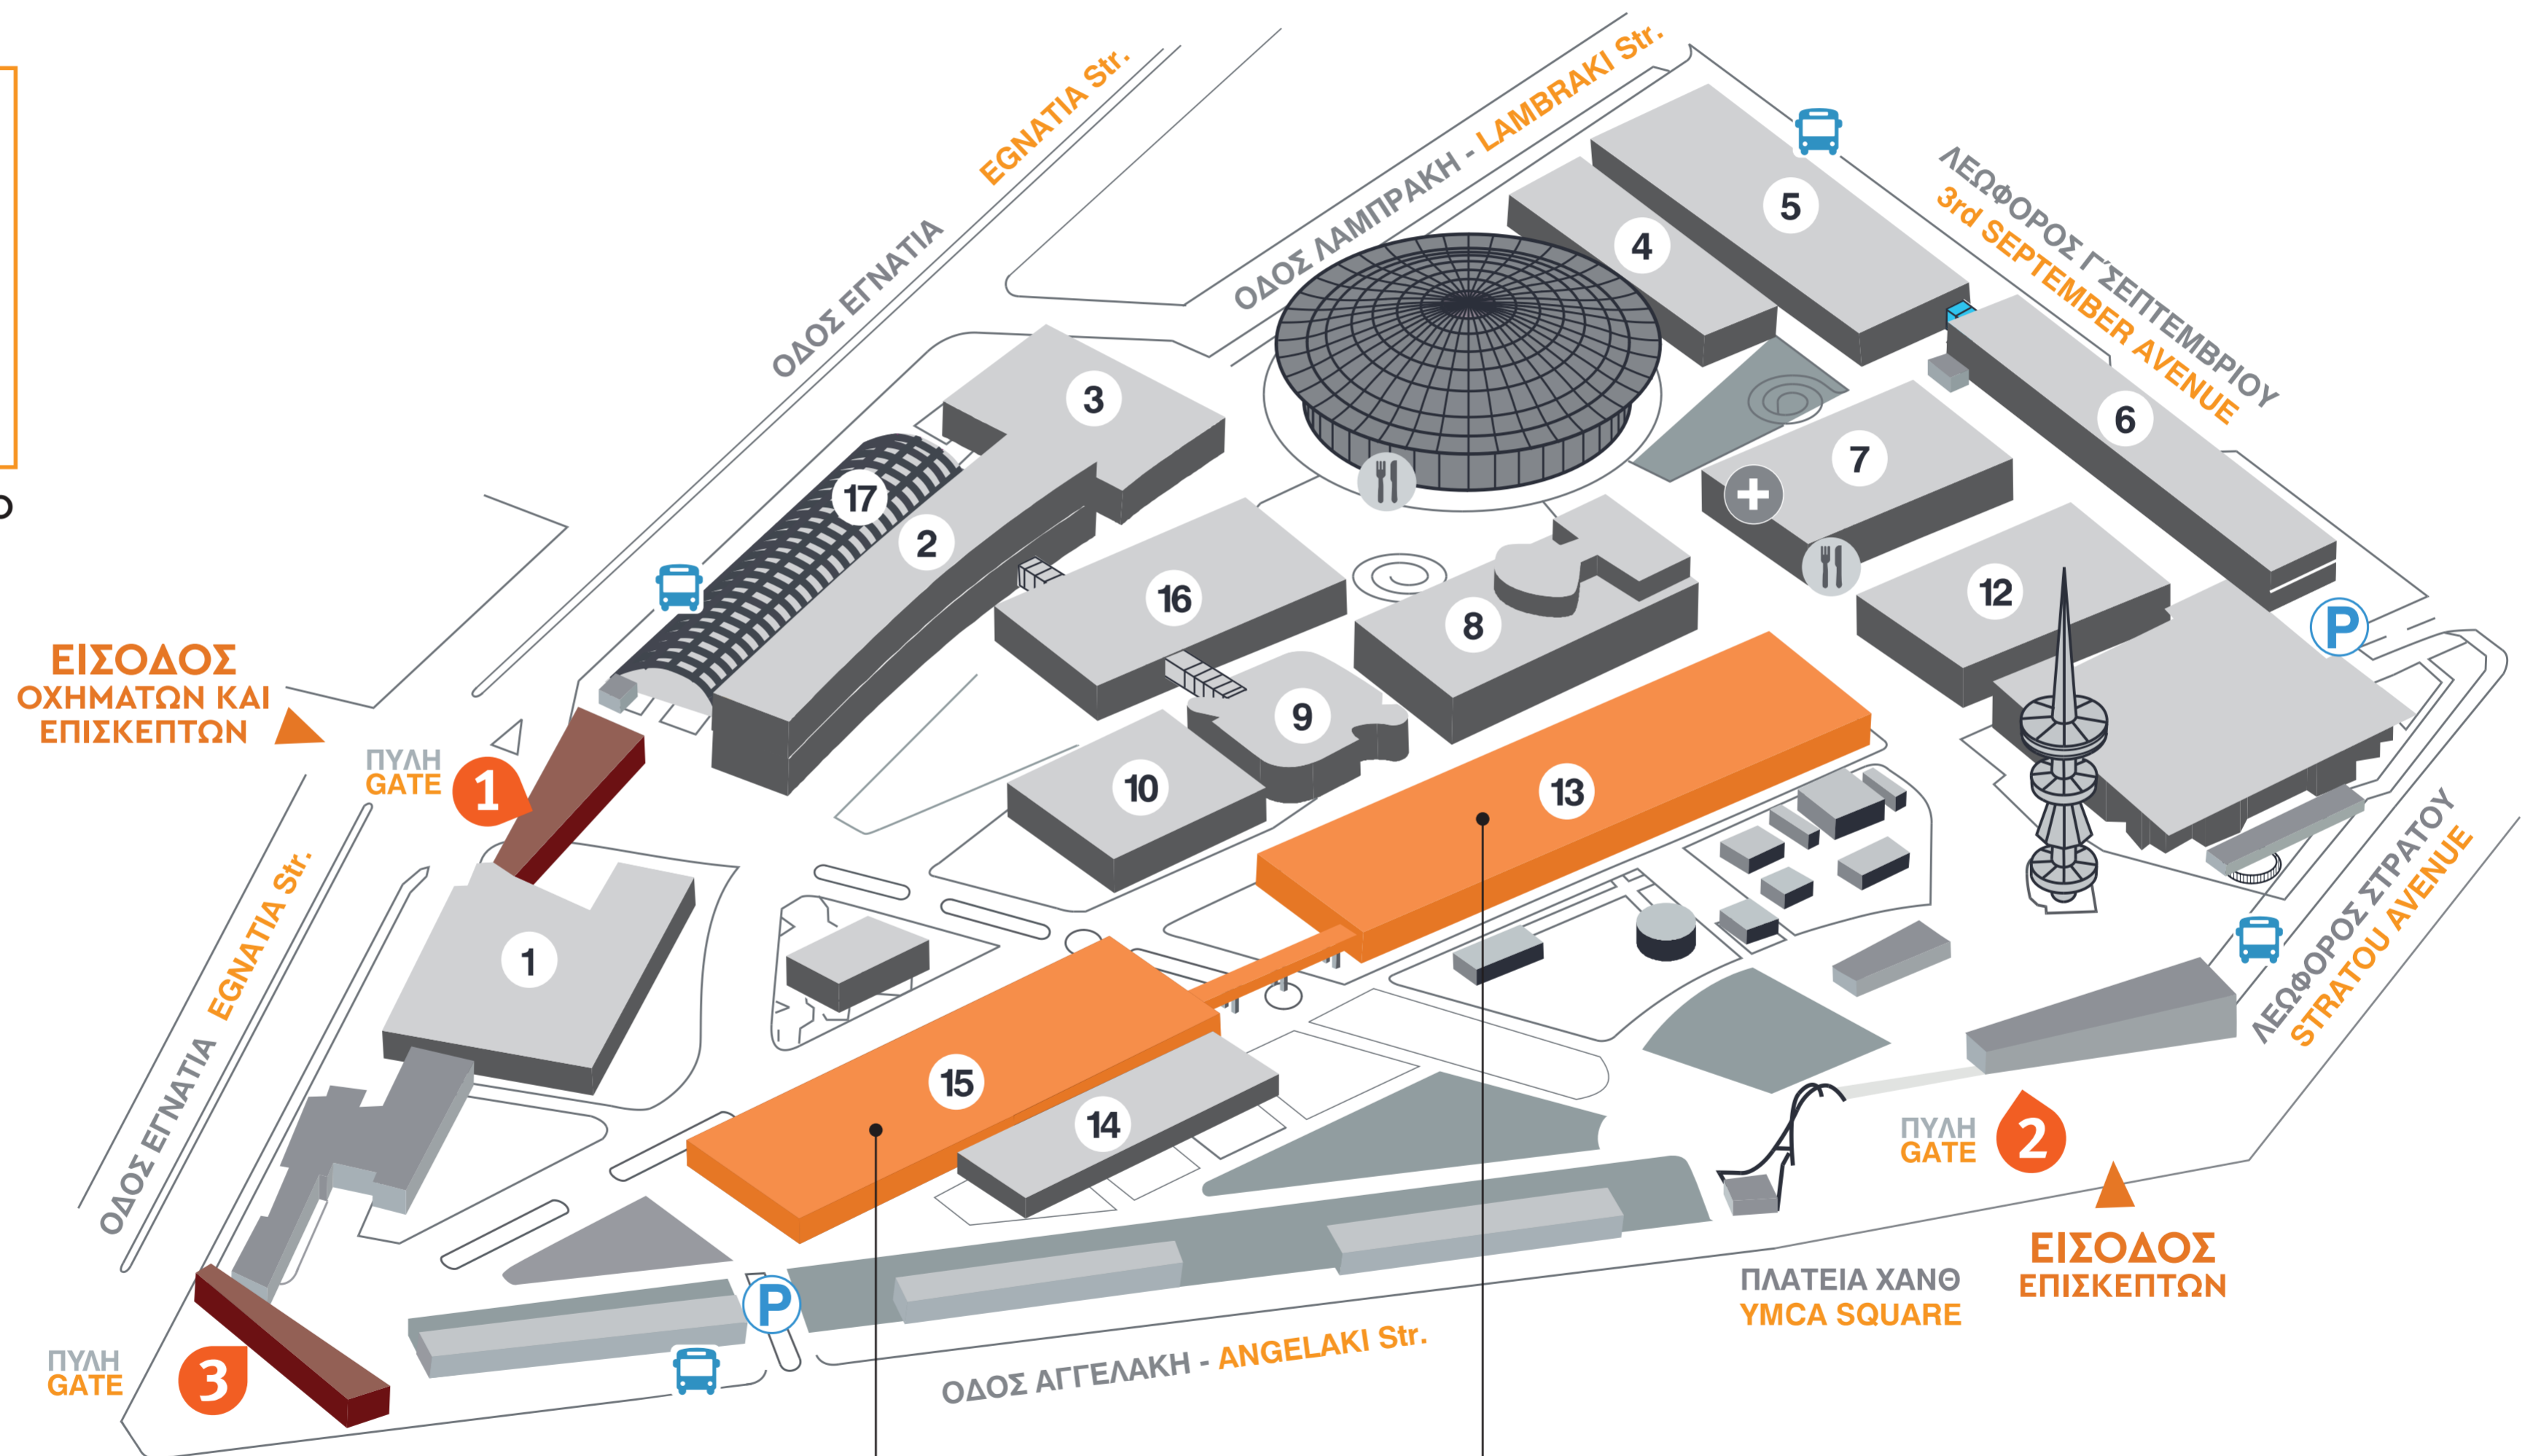 EGNATIA Str.
ΟΔΟΣ ΕΓΝΑΤΙΑ
ΟΔΟΣ ΛΑΜΠΡΑΚΗ - LAMBRAKI Str.
ΛΕΩΦΟΡΟΣ Γ΄ΣΕΠΤΕΜΒΡΙΟΥ
3rd SEPTEMBER AVENUE
5
4
3
6
7
17
2
16
12
8
P
9
13
10
ΕΙΣΟΔΟΣ
ΟΧΗΜΑΤΩΝ ΚΑΙ
ΕΠΙΣΚΕΠΤΩΝ
ΠΥΛΗ
GATE
1
1
ΟΔΟΣ ΕΓΝΑΤΙΑ EGNATIA Str.
15
14
ΛΕΩΦΟΡΟΣ ΣΤΡΑΤΟΥ
STRATOU AVENUE
ΠΥΛΗ
GATE
2
ΕΙΣΟΔΟΣ
ΕΠΙΣΚΕΠΤΩΝ
ΠΛΑΤΕΙΑ ΧΑΝΘ
YMCA SQUARE
P
ΠΥΛΗ
GATE
3
ΟΔΟΣ ΑΓΓΕΛΑΚΗ - ANGELAKI Str.